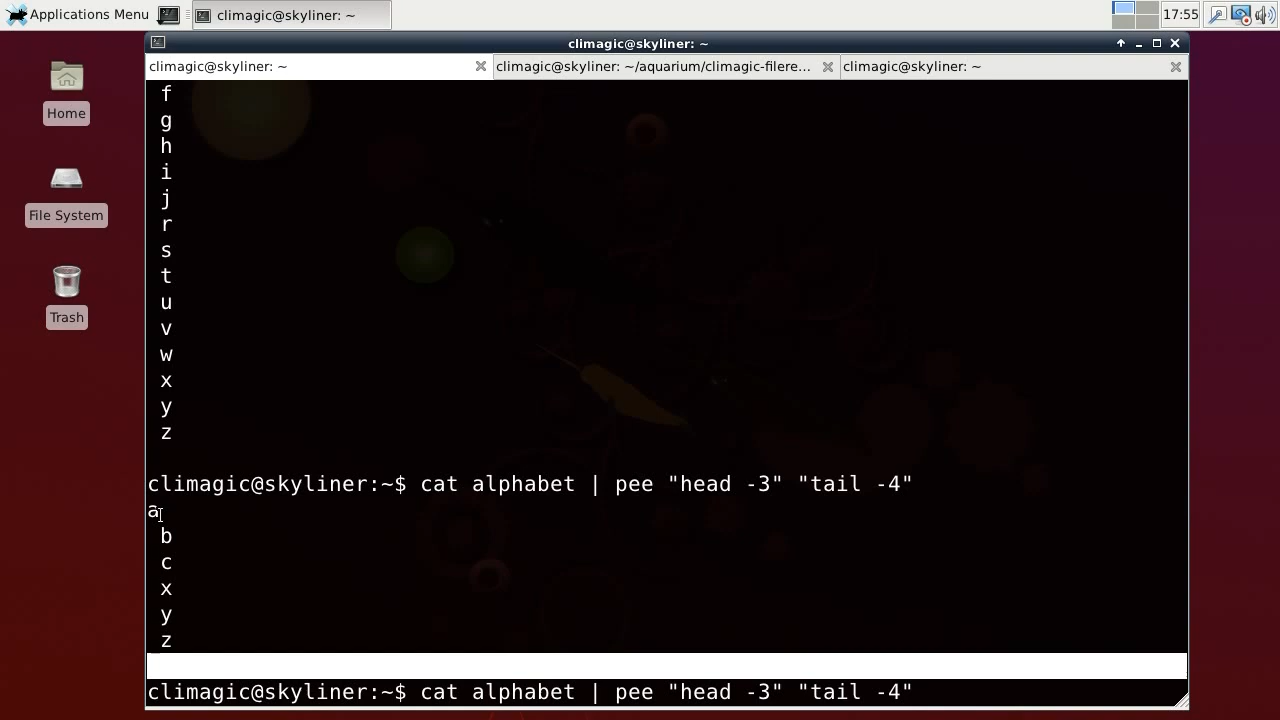 Applications Menu
climagic@skyliner: ~
17:55
climagic@skyliner: ~
climagic@skyliner: ~
climagic@skyliner: ~/aquarium/climagic-filere...
climagic@skyliner: ~
Home
File System
Trash
f
g
h
i
j
r
s
t
u
v
w
x
y
z
climagic@skyliner:~$ cat alphabet | pee "head -3" "tail -4"
a
b
c
x
y
z
climagic@skyliner:~$ cat alphabet | pee "head -3" "tail -4"